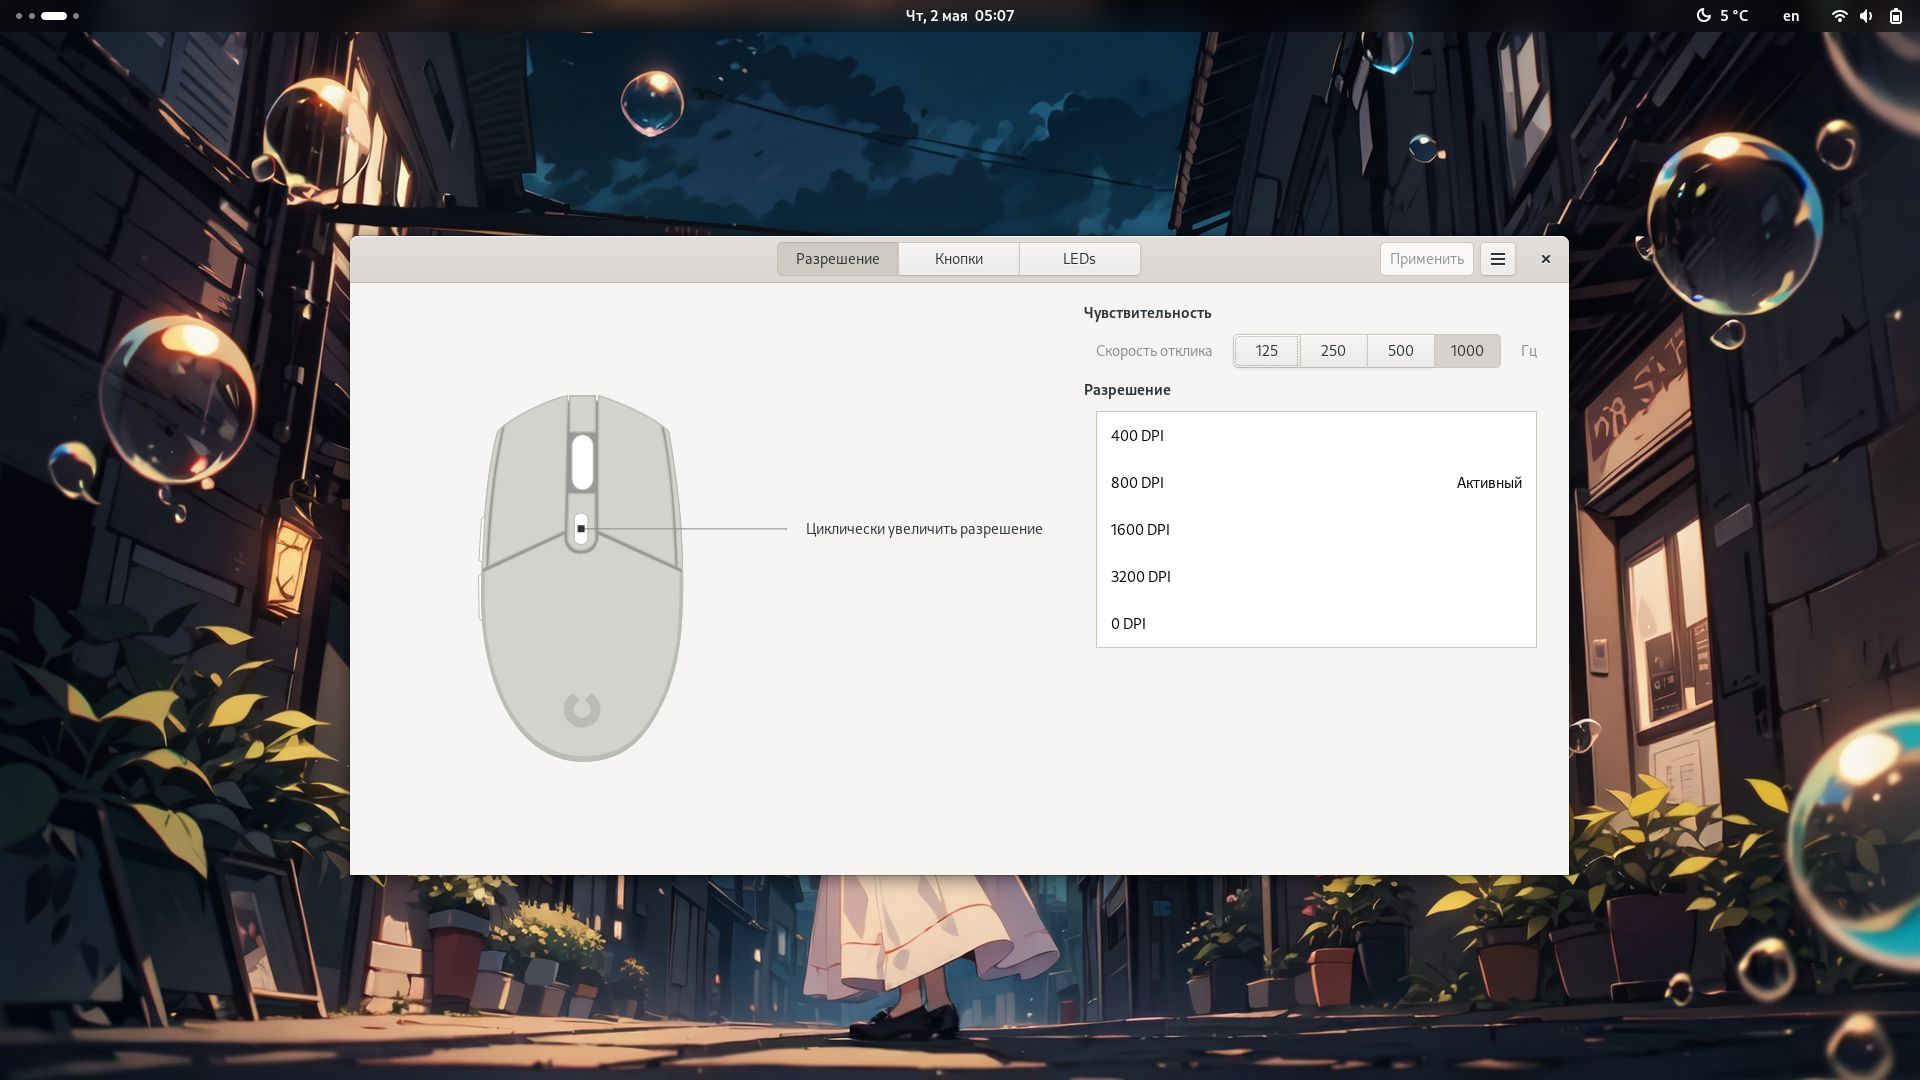 Чт, 2 мая 05:07
5 °C
en
Разрешение
Кнопки
LEDs
Применить
Чувствительность
Скорость отклика 125 250 500 1000 Гц
Разрешение
400 DPI
800 DPI Активный
1600 DPI
3200 DPI
0 DPI
Циклически увеличить разрешение